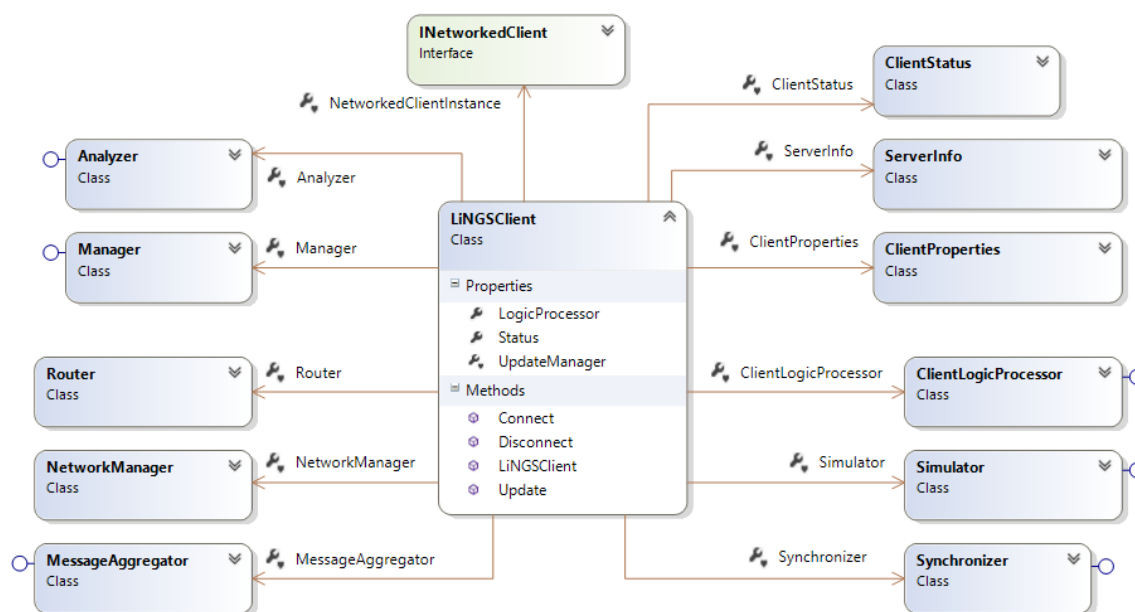 INetworkedClient
Interface
NetworkedClientInstance
ClientStatus
Class
ClientStatus
Analyzer
Class
Analyzer
ServerInfo
ServerInfo
Class
LiNGSClient
Class
Manager
Class
Manager
ClientProperties
ClientProperties
Class
Properties
LogicProcessor
Status
UpdateManager
Methods
Connect
Disconnect
LiNGSClient
Update
Router
Class
Router
ClientLogicProcessor
ClientLogicProcessor
Class
NetworkManager
Class
NetworkManager
Simulator
Simulator
Class
MessageAggregator
Class
MessageAggregator
Synchronizer
Synchronizer
Class